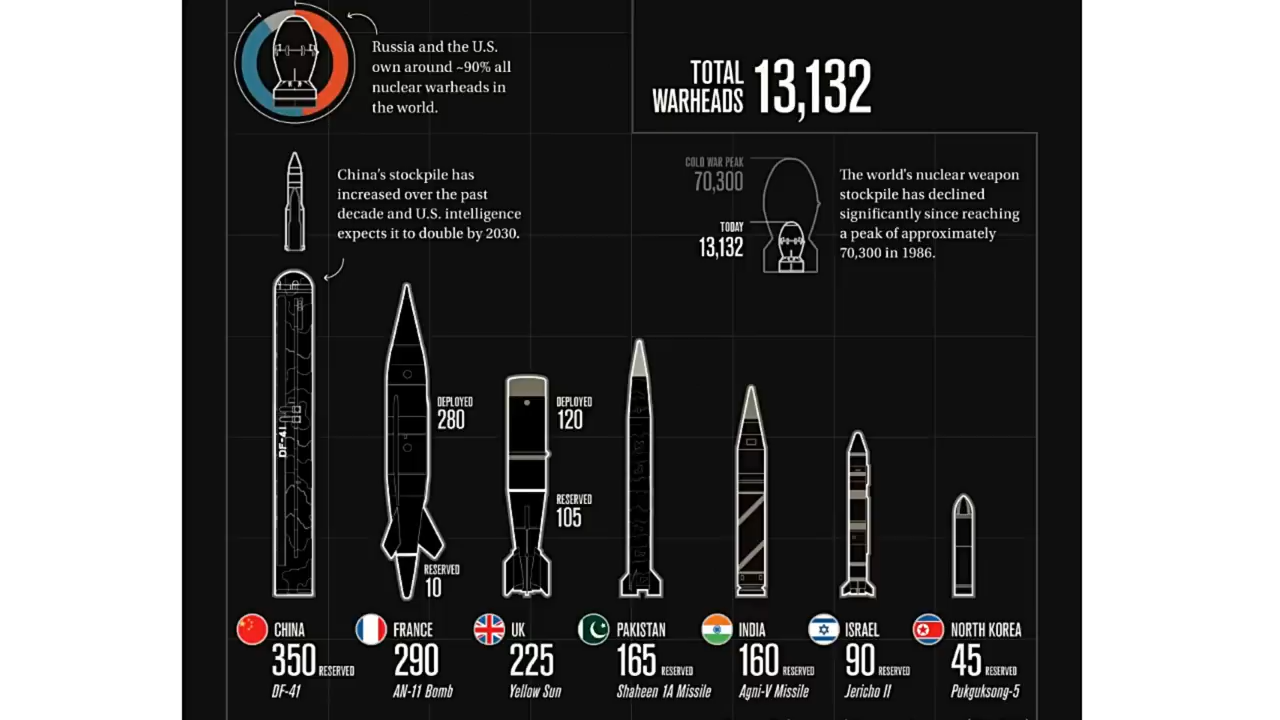 Russia and the U.S.
own around ~90% all
nuclear warheads in
the world.
TOTAL
WARHEADS 13,132
China's stockpile has
increased over the past
decade and U.S. intelligence
expects it to double by 2030.
COLD WAR PEAK
70,300
TODAY
13,132
The world's nuclear weapon
stockpile has declined
significantly since reaching
a peak of approximately
70,300 in 1986.
DF-41
DEPLOYED
280
RESERVED
10
DEPLOYED
120
RESERVED
105
CHINA
350 RESERVED
DF-41
FRANCE
290
AN-11 Bomb
UK
225
Yellow Sun
PAKISTAN
165 RESERVED
Shaheen 1A Missile
INDIA
160 RESERVED
Agni-V Missile
ISRAEL
90 RESERVED
Jericho II
NORTH KOREA
45 RESERVED
Pukguksong-5